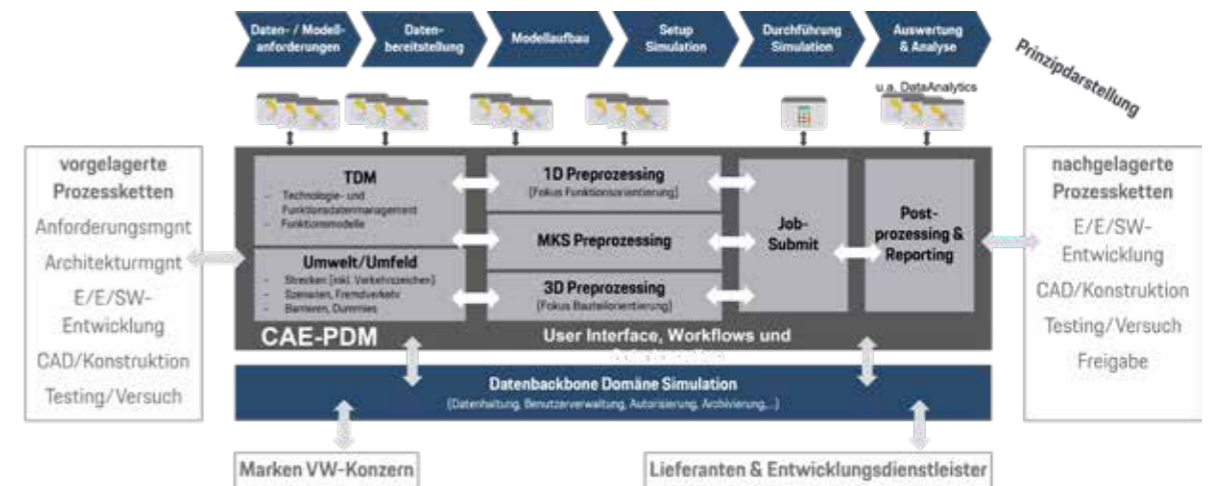 Daten- / Modell-
anforderungen
Daten-
bereitstellung
Modellaufbau
Setup
Simulation
Durchführung
Simulation
Auswertung
& Analyse
Prinzipdarstellung
u.a. DataAnalytics
vorgelagerte
Prozessketten
Anforderungsmgnt
Architekturmgnt
E/E/SW-
Entwicklung
CAD/Konstruktion
Testing/Versuch
TDM
- Technologie- und
Funktionsdatenmanagement
- Funktionsmodelle
Umwelt/Umfeld
- Strecken [inkl. Verkehrszeichen]
- Szenarien, Fremdverkehr
- Barrieren, Dummies
1D Preprozessing
[Fokus Funktionsorientierung]
MKS Preprozessing
3D Preprozessing
[Fokus Bauteilorientierung]
Job-
Submit
Post-
prozessing &
Reporting
CAE-PDM
User Interface, Workflows und
nachgelagerte
Prozessketten
E/E/SW-
Entwicklung
CAD/Konstruktion
Testing/Versuch
Freigabe
Datenbackbone Domäne Simulation
(Datenhaltung, Benutzerverwaltung, Autorisierung, Archivierung,...)
Marken VW-Konzern
Lieferanten & Entwicklungsdienstleister